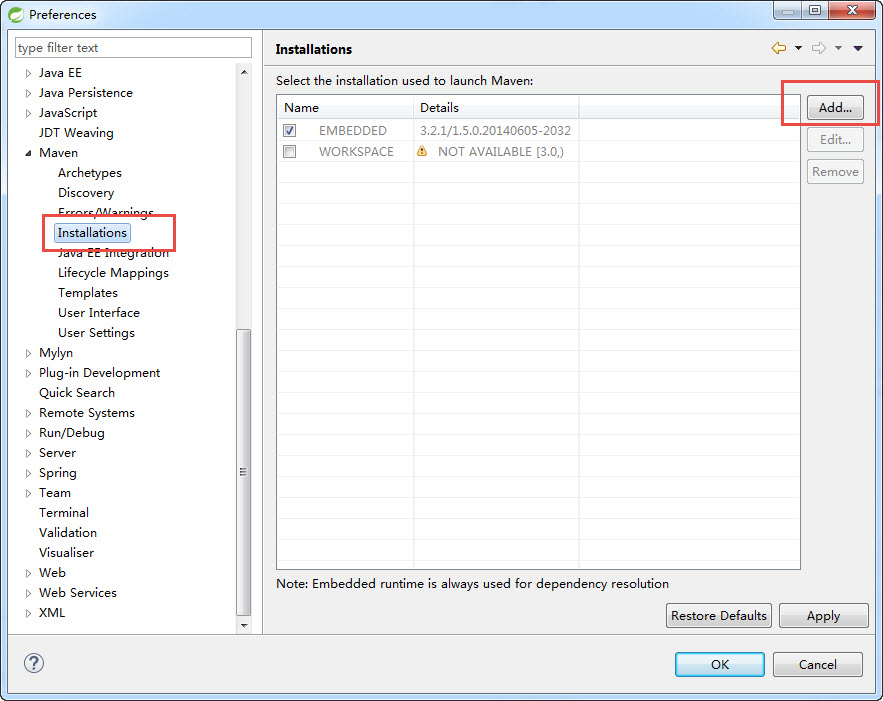 Preferences
type filter text
Java EE
Java Persistence
JavaScript
JDT Weaving
Maven
Archetypes
Discovery
Errors/Warnings
Installations
Java EE Integration
Lifecycle Mappings
Templates
User Interface
User Settings
Mylyn
Plug-in Development
Quick Search
Remote Systems
Run/Debug
Server
Spring
Team
Terminal
Validation
Visualiser
Web
Web Services
XML
Installations
Select the installation used to launch Maven:
Name Details
EMBEDDED 3.2.1/1.5.0.20140605-2032
WORKSPACE NOT AVAILABLE [3.0,)
Add...
Edit...
Remove
Note: Embedded runtime is always used for dependency resolution
Restore Defaults Apply
? OK Cancel